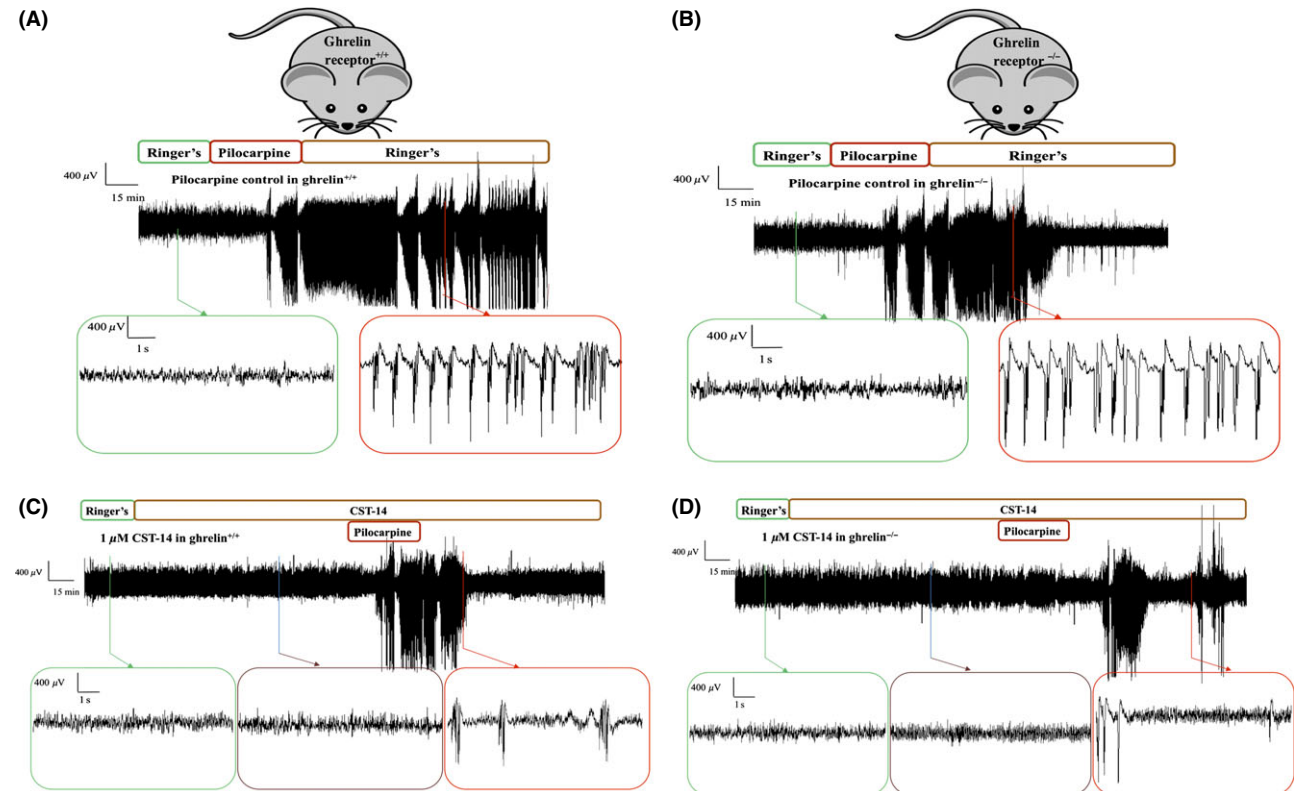 (A)
Ghrelin
receptor+/+
Ringer's Pilocarpine Ringer's
400 μV
15 min
Pilocarpine control in ghrelin+/+
400 μV
1 s
(B)
Ghrelin
receptor −/−
Ringer's Pilocarpine Ringer's
400 μV
15 min
Pilocarpine control in ghrelin−/−
400 μV
1 s
(C)
Ringer's CST-14
Pilocarpine
1 μM CST-14 in ghrelin+/+
400 μV
15 min
400 μV
1 s
(D)
Ringer's CST-14
Pilocarpine
1 μM CST-14 in ghrelin−/−
400 μV
15 min
400 μV
1 s